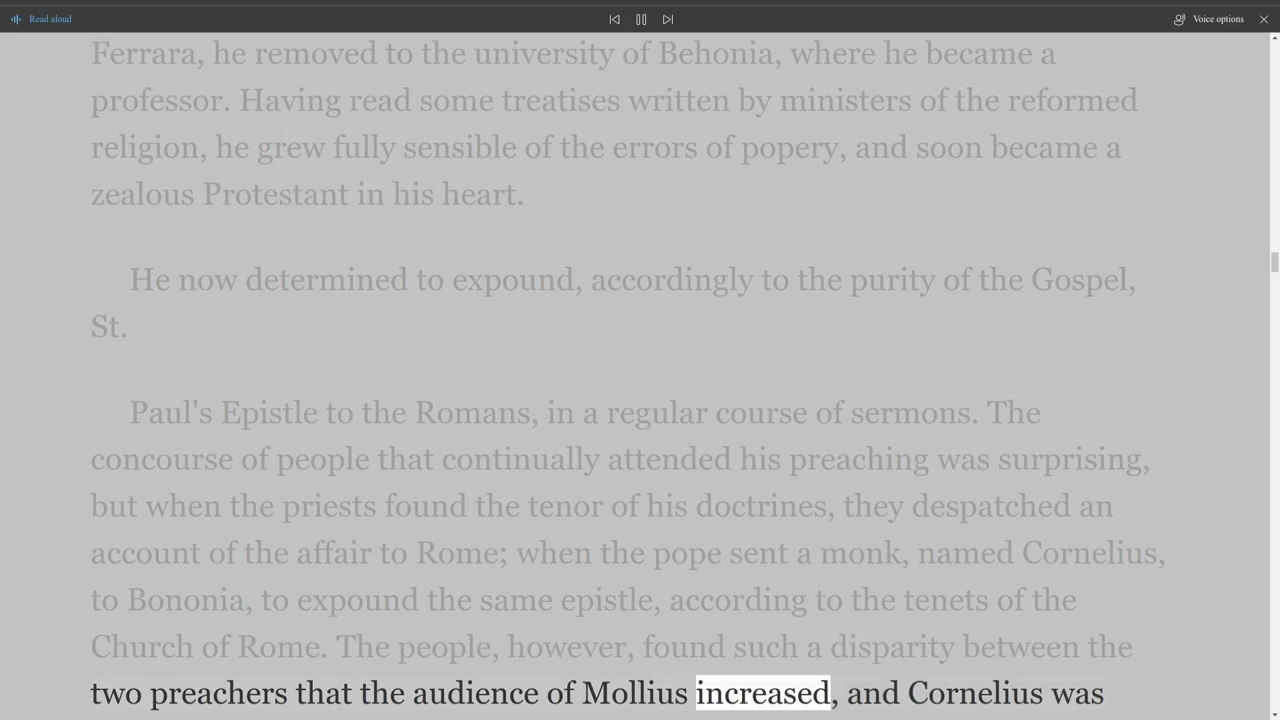 Read aloud
Voice options
Ferrara, he removed to the university of Behonia, where he became a
professor. Having read some treatises written by ministers of the reformed
religion, he grew fully sensible of the errors of popery, and soon became a
zealous Protestant in his heart.
He now determined to expound, accordingly to the purity of the Gospel,
St.
Paul's Epistle to the Romans, in a regular course of sermons. The
concourse of people that continually attended his preaching was surprising,
but when the priests found the tenor of his doctrines, they despatched an
account of the affair to Rome; when the pope sent a monk, named Cornelius,
to Bononia, to expound the same epistle, according to the tenets of the
Church of Rome. The people, however, found such a disparity between the
two preachers that the audience of Mollius increased, and Cornelius was